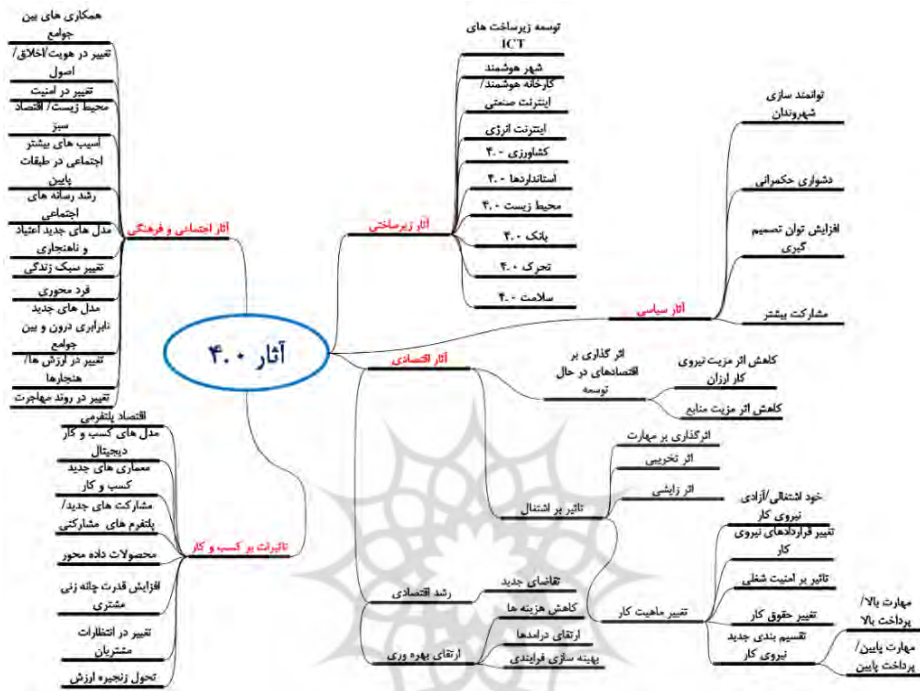 آثار ۴.۰
آثار زیرساختی
توسعه زیرساخت های
ICT
شهر هوشمند
کارخانه هوشمند/
اینترنت صنعتی
اینترنت انرژی
کشاورزی ۴.۰
استانداردها ۴.۰
محیط زیست ۴.۰
بانک ۴.۰
تحرک ۴.۰
سلامت ۴.۰
آثار سیاسی
توانمند سازی
شهروندان
دشواری حکمرانی
افزایش توان تصمیم
گیری
مشارکت بیشتر
آثار اقتصادی
اثر گذاری بر
اقتصادهای در حال
توسعه
کاهش اثر مزیت نیروی
کار ارزان
کاهش اثر مزیت منابع
تاثیر بر اشتغال
اثرگذاری بر مهارت
اثر تخریبی
اثر زایشی
تغییر ماهیت کار
خود اشتغالی/آزادی
نیروی کار
تغییر قراردادهای نیروی
کار
تاثیر بر امنیت شغلی
تغییر حقوق کار
تقسیم بندی جدید
نیروی کار
مهارت بالا/
پرداخت بالا
مهارت پایین/
پرداخت پایین
رشد اقتصادی
تقاضای جدید
ارتقای بهره وری
کاهش هزینه ها
ارتقای درامدها
بهینه سازی فرایندی
آثار اجتماعی و فرهنگی
همکاری های بین
جوامع
تغییر در هویت/اخلاق/
اصول
تغییر در امنیت
محیط زیست/ اقتصاد
سبز
آسیب های بیشتر
اجتماعی در طبقات
پایین
رشد رسانه های
اجتماعی
مدل های جدید اعتیاد
و ناهنجاری
تغییر سبک زندگی
فرد محوری
مدل های جدید
نابرابری درون و بین
جوامع
تغییر در ارزش ها/
هنجارها
تغییر در روند مهاجرت
تاثیرات بر کسب و کار
اقتصاد پلتفرمی
مدل های کسب و کار
دیجیتال
معماری های جدید
کسب و کار
مشارکت های جدید/
پلتفرم های مشارکتی
محصولات داده محور
افزایش قدرت چانه زنی
مشتری
تغییر در انتظارات
مشتریان
تحول زنجیره ارزش